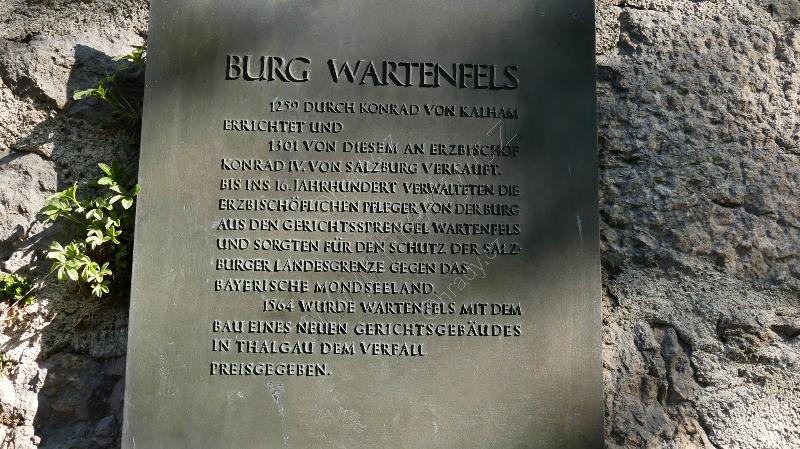 BURG WARTENFELS
1259 DURCH KONRAD VON KALHAM
ERRICHTET UND
1301 VON DIESEM AN ERZBISCHOF
KONRAD IV. VON SALZBURG VERKAUFT.
BIS INS 16. JAHRHUNDERT VERWALTETEN DIE
ERZBISCHÖFLICHEN PFLEGER VON DER BURG
AUS DEN GERICHTSSPRENGEL WARTENFELS
UND SORGTEN FÜR DEN SCHUTZ DER SALZ-
BURGER LANDESGRENZE GEGEN DAS
BAYERISCHE MONDSEELAND.
1564 WURDE WARTENFELS MIT DEM
BAU EINES NEUEN GERICHTSGEBÄUDES
IN THALGAU DEM VERFALL
PREISGEGEBEN.